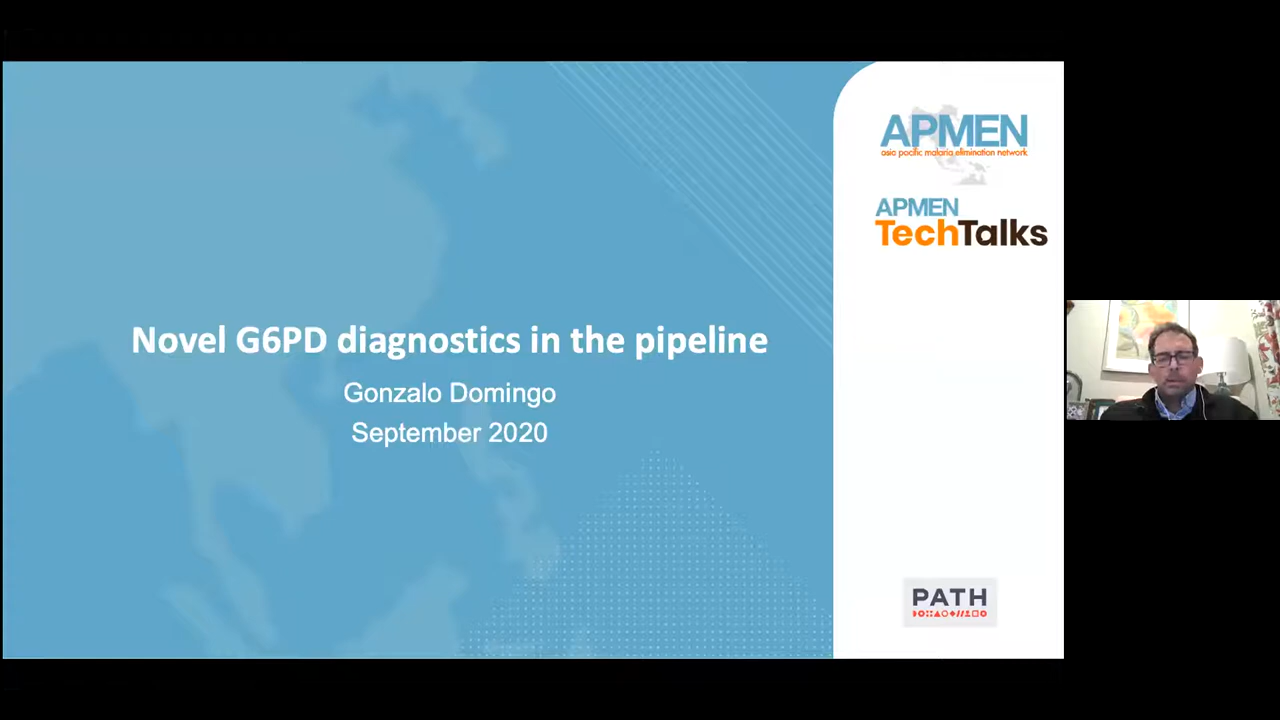 Novel G6PD diagnostics in the pipeline
Gonzalo Domingo
September 2020
APMEN
asia pacific malaria elimination network
APMEN
TechTalks
PATH